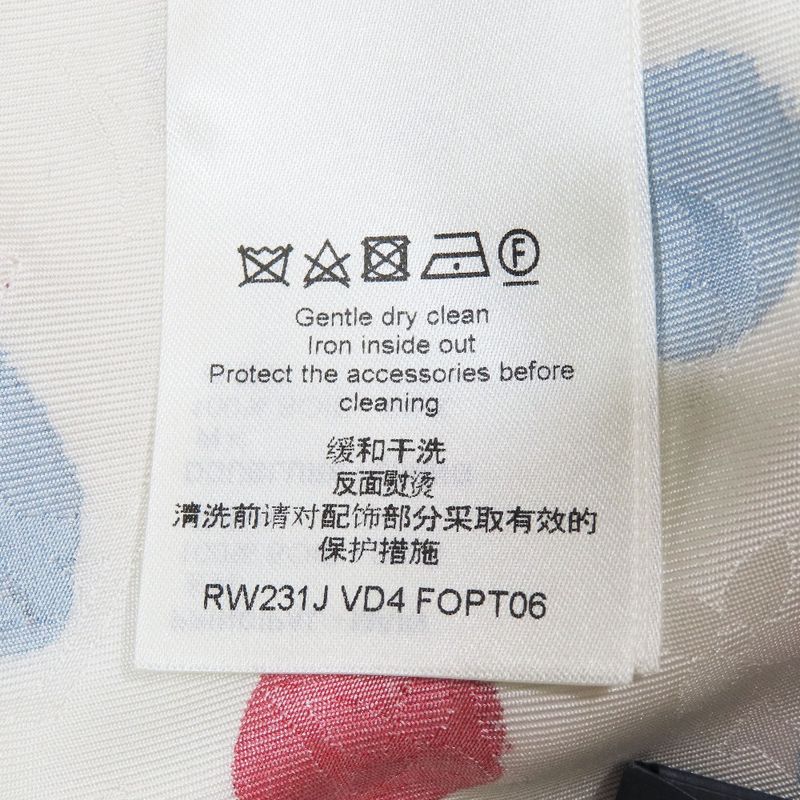 F
Gentle dry clean
Iron inside out
Protect the accessories before
cleaning
缓和干洗
反面熨烫
清洗前请对配饰部分采取有效的
保护措施
RW231J VD4 FOPT06